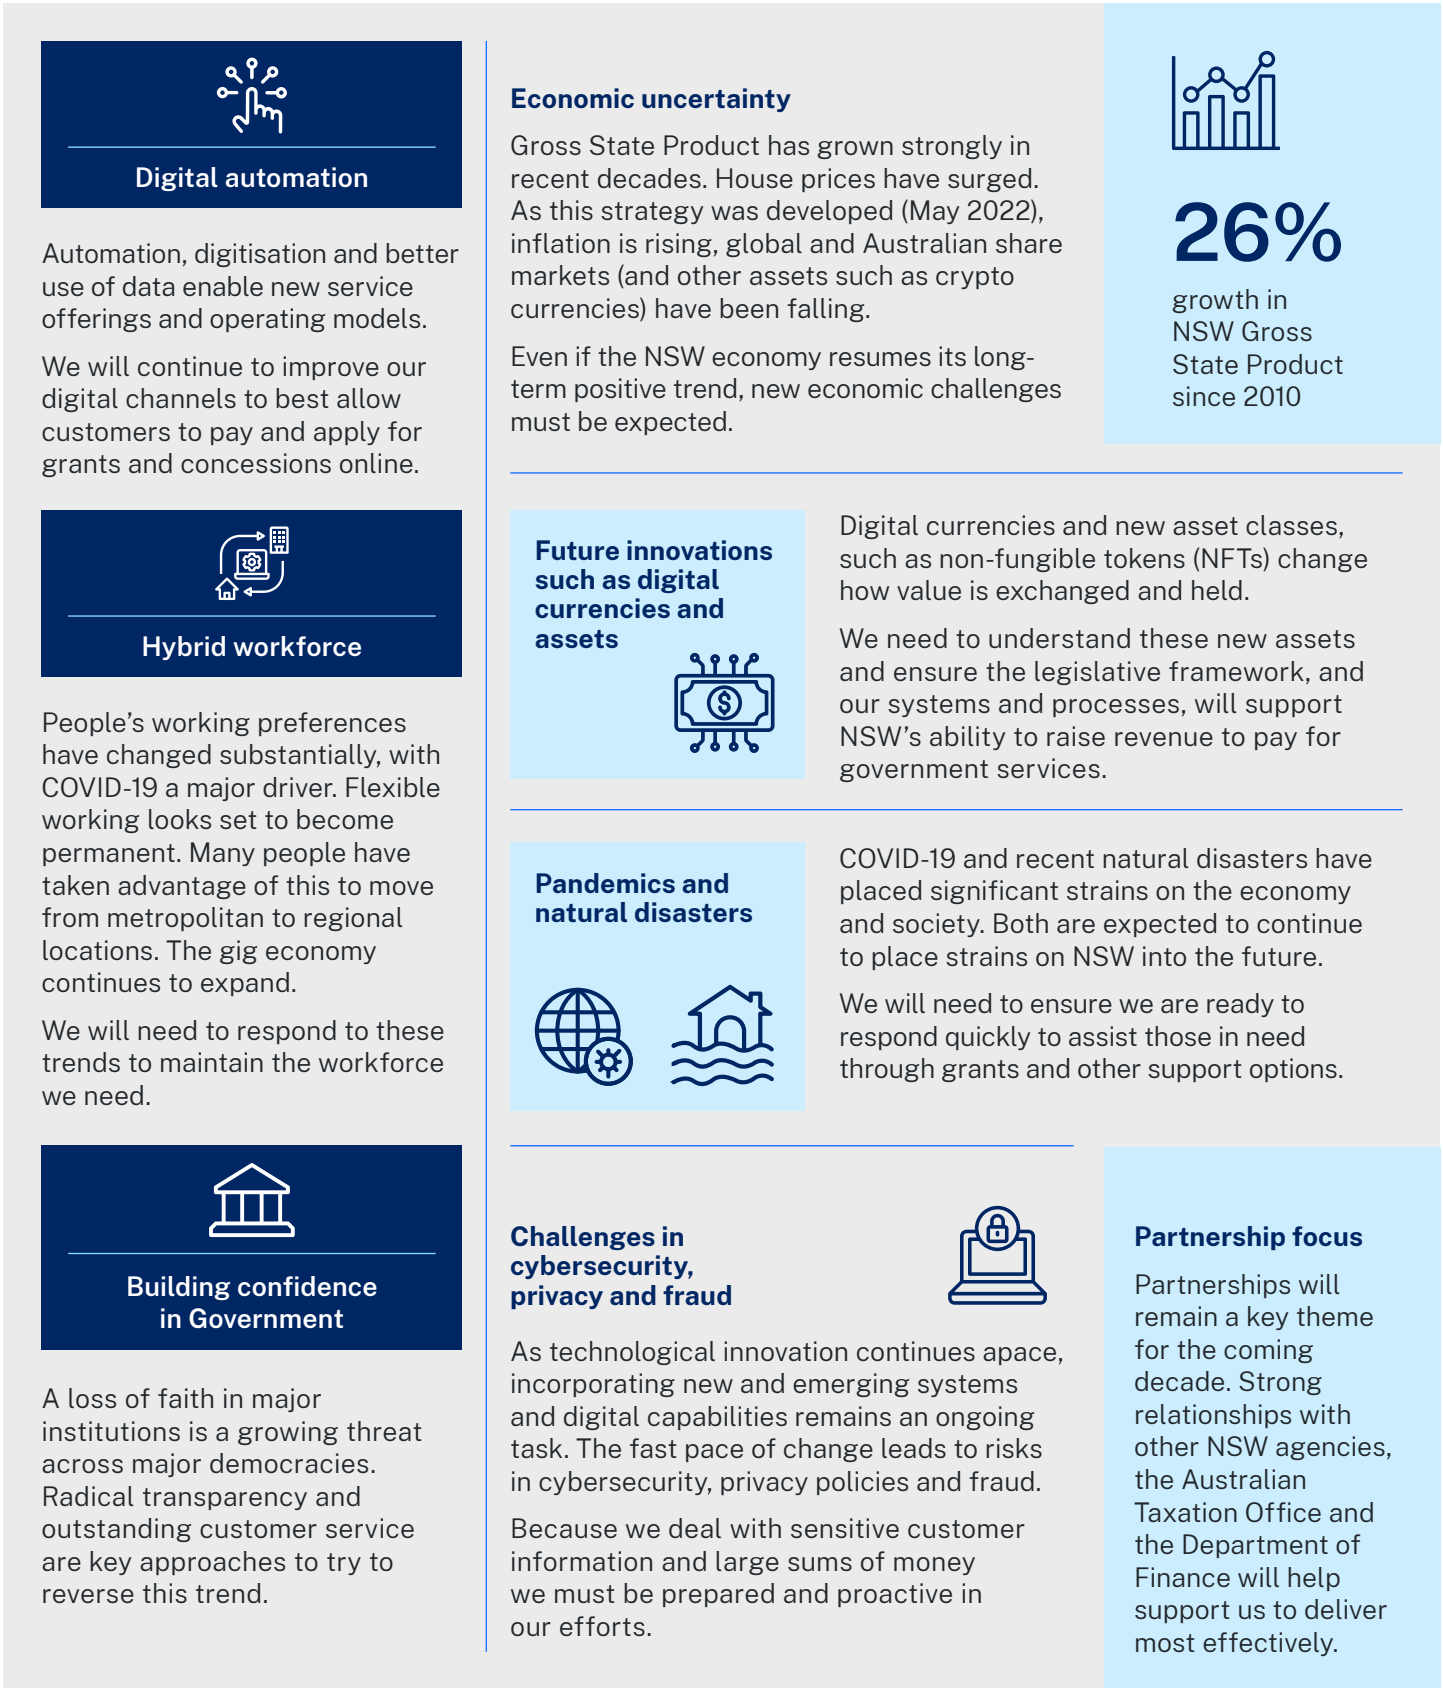 Digital automation
Automation, digitisation and better
use of data enable new service
offerings and operating models.
We will continue to improve our
digital channels to best allow
customers to pay and apply for
grants and concessions online.
Hybrid workforce
People’s working preferences
have changed substantially, with
COVID-19 a major driver. Flexible
working looks set to become
permanent. Many people have
taken advantage of this to move
from metropolitan to regional
locations. The gig economy
continues to expand.
We will need to respond to these
trends to maintain the workforce
we need.
Building confidence
in Government
A loss of faith in major
institutions is a growing threat
across major democracies.
Radical transparency and
outstanding customer service
are key approaches to try to
reverse this trend.
Economic uncertainty
Gross State Product has grown strongly in
recent decades. House prices have surged.
As this strategy was developed (May 2022),
inflation is rising, global and Australian share
markets (and other assets such as crypto
currencies) have been falling.
Even if the NSW economy resumes its long-
term positive trend, new economic challenges
must be expected.
26%
growth in
NSW Gross
State Product
since 2010
Future innovations
such as digital
currencies and
assets
$
Digital currencies and new asset classes,
such as non-fungible tokens (NFTs) change
how value is exchanged and held.
We need to understand these new assets
and ensure the legislative framework, and
our systems and processes, will support
NSW’s ability to raise revenue to pay for
government services.
Pandemics and
natural disasters
COVID-19 and recent natural disasters have
placed significant strains on the economy
and society. Both are expected to continue
to place strains on NSW into the future.
We will need to ensure we are ready to
respond quickly to assist those in need
through grants and other support options.
Challenges in
cybersecurity,
privacy and fraud
As technological innovation continues apace,
incorporating new and emerging systems
and digital capabilities remains an ongoing
task. The fast pace of change leads to risks
in cybersecurity, privacy policies and fraud.
Because we deal with sensitive customer
information and large sums of money
we must be prepared and proactive in
our efforts.
Partnership focus
Partnerships will
remain a key theme
for the coming
decade. Strong
relationships with
other NSW agencies,
the Australian
Taxation Office and
the Department of
Finance will help
support us to deliver
most effectively.